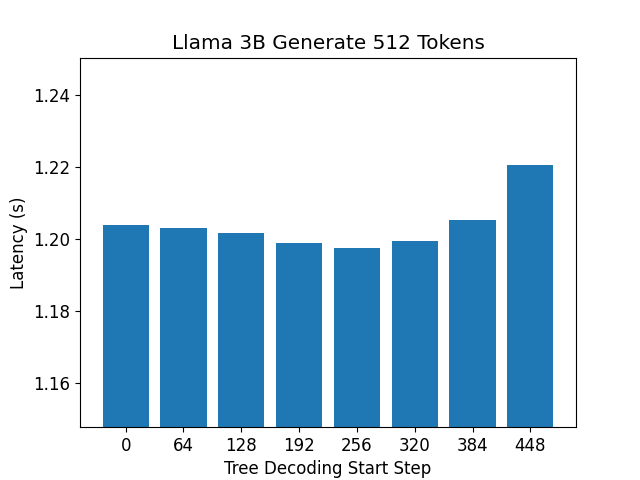 Llama 3B Generate 512 Tokens
1.24
1.22
1.20
1.18
1.16
Latency (s)
0 64 128 192 256 320 384 448
Tree Decoding Start Step